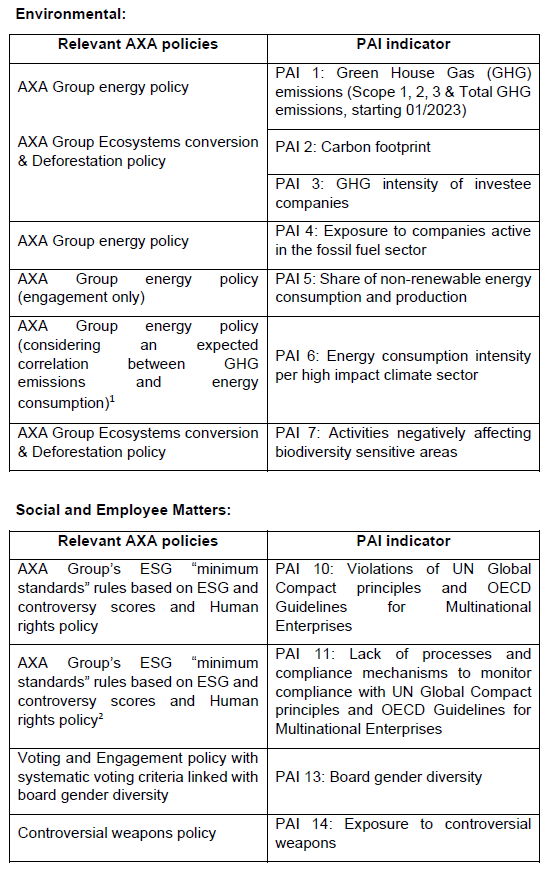 Environmental:
Relevant AXA policies
PAI indicator
AXA Group energy policy
AXA Group Ecosystems conversion
& Deforestation policy
PAI 1: Green House Gas (GHG)
emissions (Scope 1, 2, 3 & Total GHG
emissions, starting 01/2023)
PAI 2: Carbon footprint
PAI 3: GHG intensity of investee
companies
AXA Group energy policy
PAI 4: Exposure to companies active
in the fossil fuel sector
AXA Group energy policy
(engagement only)
PAI 5: Share of non-renewable energy
consumption and production
AXA Group energy policy
(considering an expected
correlation between GHG
emissions and energy
consumption)¹
PAI 6: Energy consumption intensity
per high impact climate sector
AXA Group Ecosystems conversion
& Deforestation policy
PAI 7: Activities negatively affecting
biodiversity sensitive areas
Social and Employee Matters:
Relevant AXA policies
PAI indicator
AXA Group's ESG “minimum
standards” rules based on ESG and
controversy scores and Human
rights policy
PAI 10: Violations of UN Global
Compact principles and OECD
Guidelines for Multinational
Enterprises
AXA Group's ESG “minimum
standards” rules based on ESG and
controversy scores and Human
rights policy²
PAI 11: Lack of processes and
compliance mechanisms to monitor
compliance with UN Global Compact
principles and OECD Guidelines for
Multinational Enterprises
Voting and Engagement policy with
systematic voting criteria linked with
board gender diversity
PAI 13: Board gender diversity
Controversial weapons policy
PAI 14: Exposure to controversial
weapons